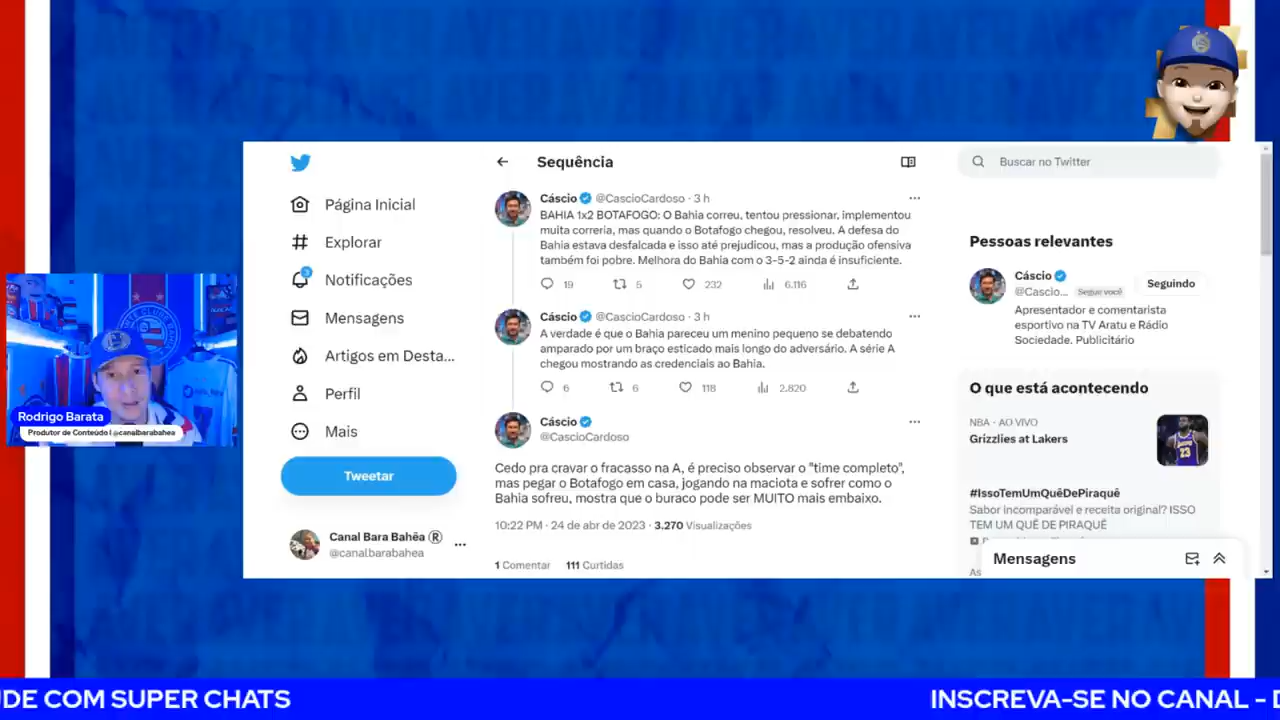 Sequência
Buscar no Twitter
Página Inicial
Explorar
3
Notificações
Mensagens
Artigos em Desta...
Perfil
Mais
Tweetar
Canal Bara Bahêa ®
@canalbarabahea
Cáscio @CascioCardoso · 3 h
BAHIA 1x2 BOTAFOGO: O Bahia correu, tentou pressionar, implementou
muita correria, mas quando o Botafogo chegou, resolveu. A defesa do
Bahia estava desfalcada e isso até prejudicou, mas a produção ofensiva
também foi pobre. Melhora do Bahia com o 3-5-2 ainda é insuficiente.
19 5 232 6.116
Cáscio @CascioCardoso · 3 h
A verdade é que o Bahia pareceu um menino pequeno se debatendo
amparado por um braço esticado mais longo do adversário. A série A
chegou mostrando as credenciais ao Bahia.
6 6 118 2.820
Cáscio
@CascioCardoso
Cedo pra cravar o fracasso na A, é preciso observar o "time completo",
mas pegar o Botafogo em casa, jogando na maciota e sofrer como o
Bahia sofreu, mostra que o buraco pode ser MUITO mais embaixo.
10:22 PM · 24 de abr de 2023 · 3.270 Visualizações
1 Comentar 111 Curtidas
Pessoas relevantes
Cáscio
@Cascio... Segue você
Seguindo
Apresentador e comentarista
esportivo na TV Aratu e Rádio
Sociedade. Publicitário
O que está acontecendo
NBA · AO VIVO
Grizzlies at Lakers
#IssoTemUmQuêDePiraquê
Sabor incomparável e receita original? ISSO
TEM UM QUÊ DE PIRAQUÊ
Mensagens
As
Rodrigo Barata
Produtor de Conteúdo | @canalbarabahea
UDE COM SUPER CHATS
INSCREVA-SE NO CANAL - D